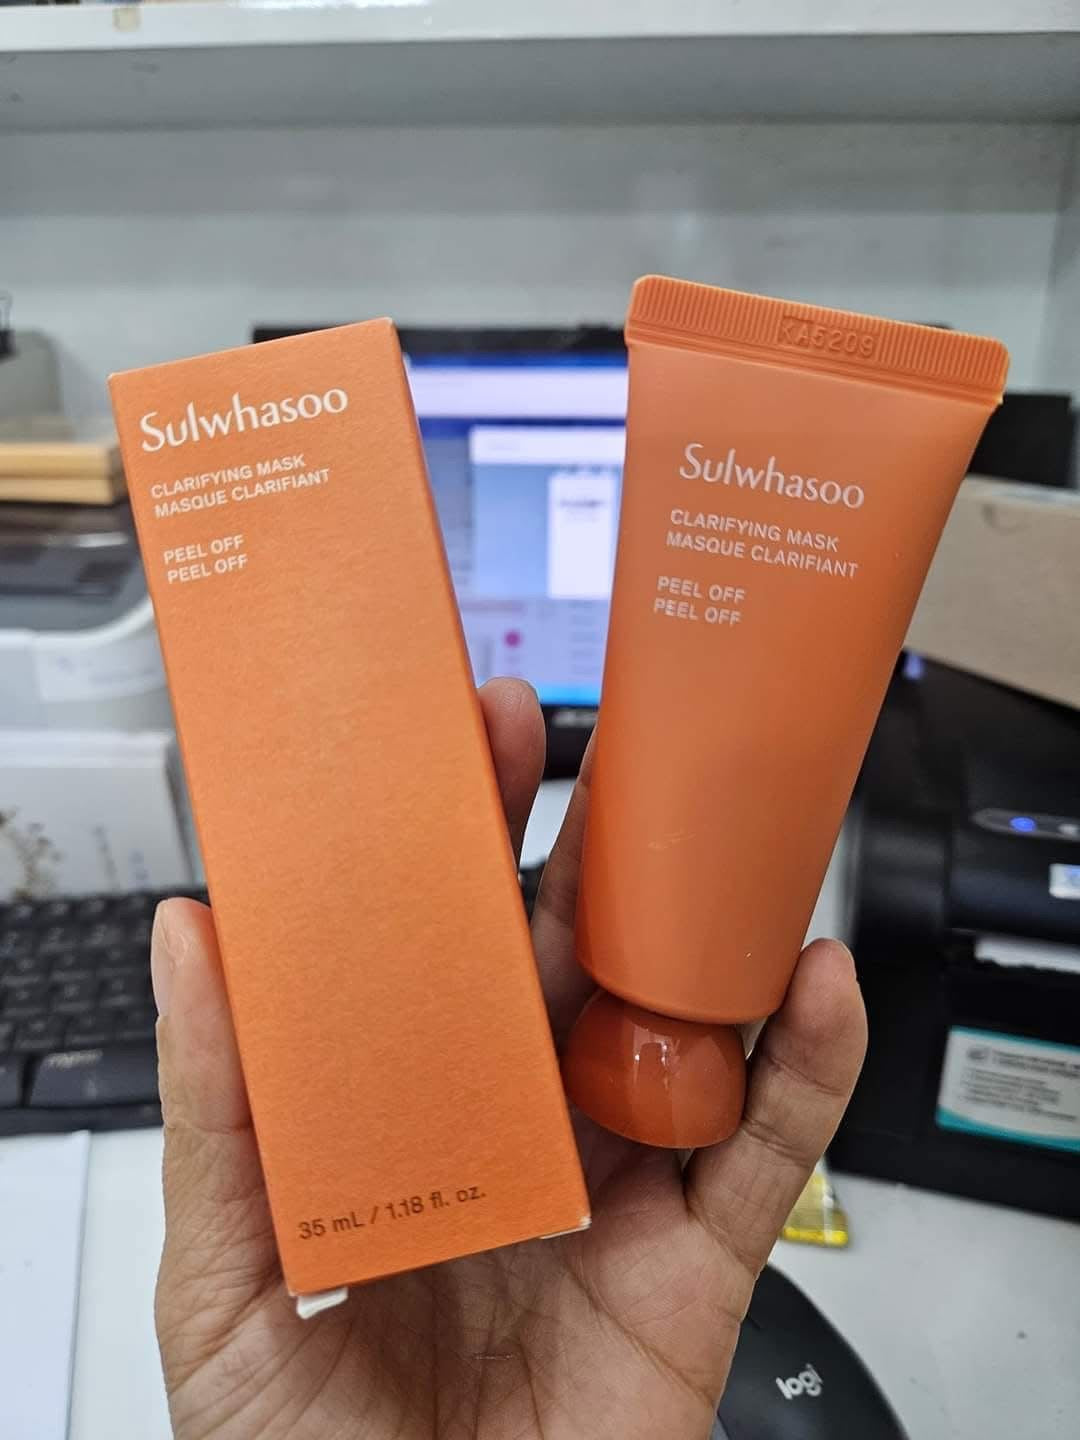 Sulwhasoo
CLARIFYING MASK
MASQUE CLARIFIANT
PEEL OFF
PEEL OFF
35 mL / 1.18 fl. oz.
KA5209
Sulwhasoo
CLARIFYING MASK
MASQUE CLARIFIANT
PEEL OFF
PEEL OFF
logi